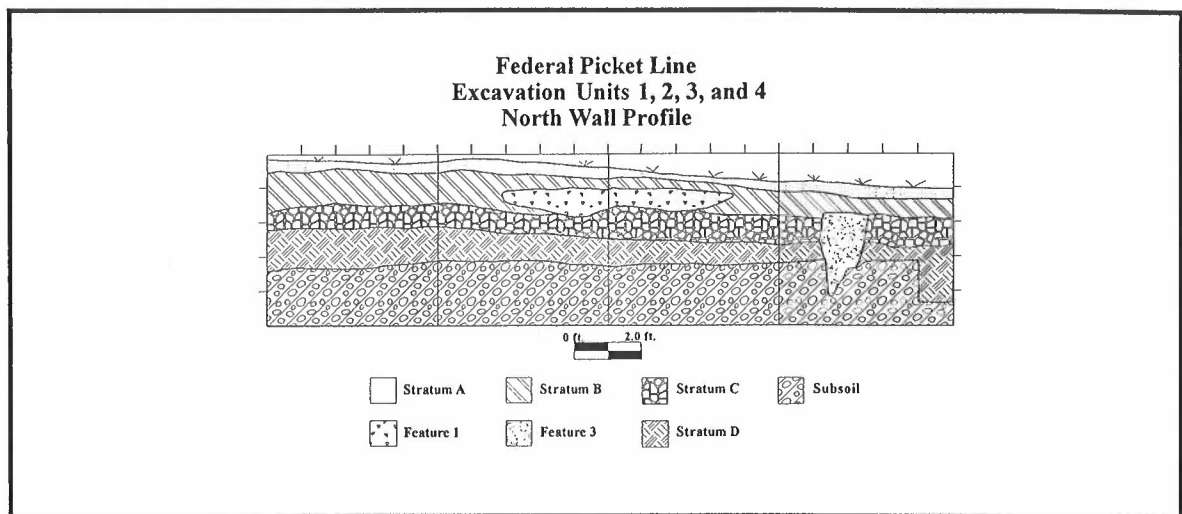 Federal Picket Line
Excavation Units 1, 2, 3, and 4
North Wall Profile
0 ft. 2.0 ft.
Stratum A Stratum B Stratum C Subsoil
Feature 1 Feature 3 Stratum D